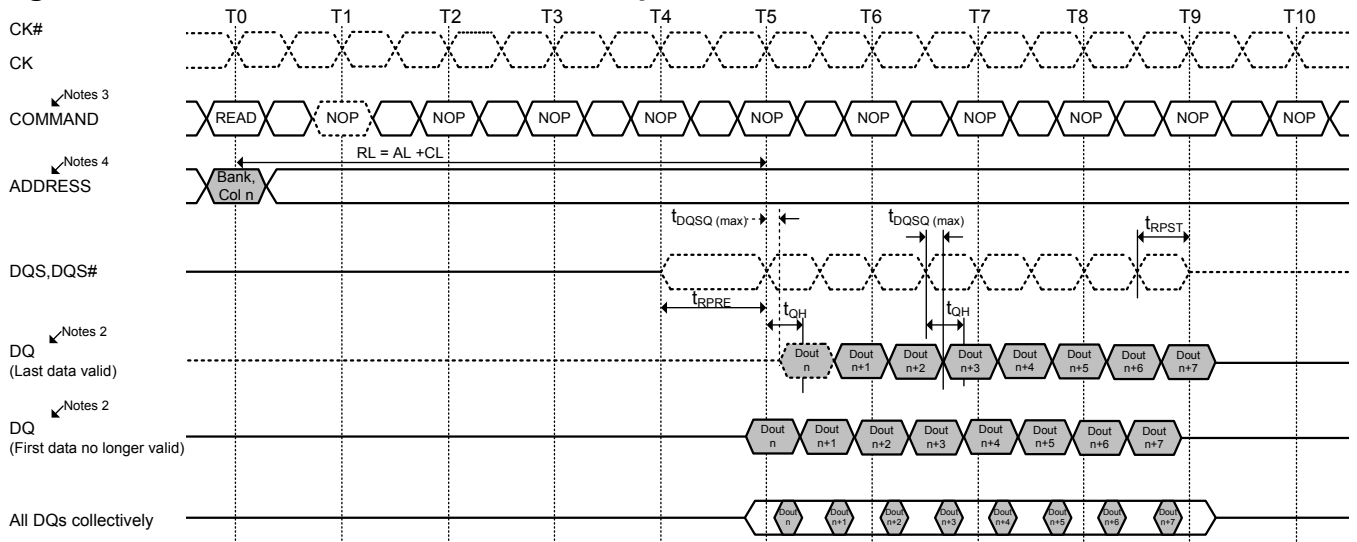 T0 T1 T2 T3 T4 T5 T6 T7 T8 T9 T10
CK#
CK
Notes 3
COMMAND
READ NOP NOP NOP NOP NOP NOP NOP NOP NOP NOP
RL = AL +CL
Notes 4
ADDRESS
Bank,
Col n
tDQSQ (max) tDQSQ (max) tRPST
DQS,DQS#
tRPRE tQH tQH
Notes 2
DQ
(Last data valid)
Dout Dout Dout Dout Dout Dout Dout Dout
n n+1 n+2 n+3 n+4 n+5 n+6 n+7
Notes 2
DQ
(First data no longer valid)
Dout Dout Dout Dout Dout Dout Dout Dout
n n+1 n+2 n+3 n+4 n+5 n+6 n+7
All DQs collectively
Dout Dout Dout Dout Dout Dout Dout Dout
n n+1 n+2 n+3 n+4 n+5 n+6 n+7